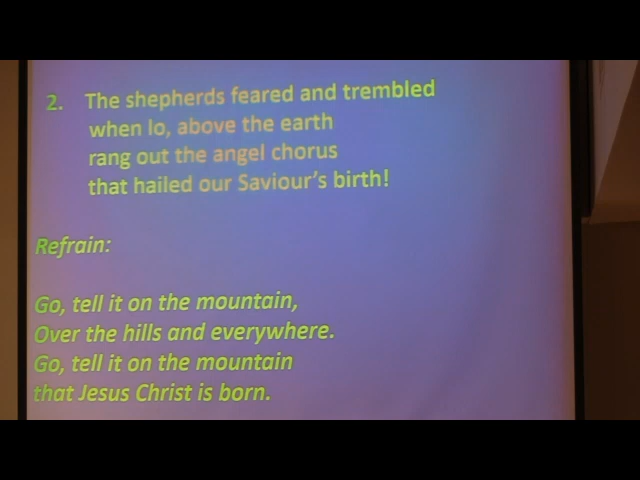 2. The shepherds feared and trembled
when lo, above the earth
rang out the angel chorus
that hailed our Saviour's birth!
Refrain:
Go, tell it on the mountain,
Over the hills and everywhere.
Go, tell it on the mountain
that Jesus Christ is born.